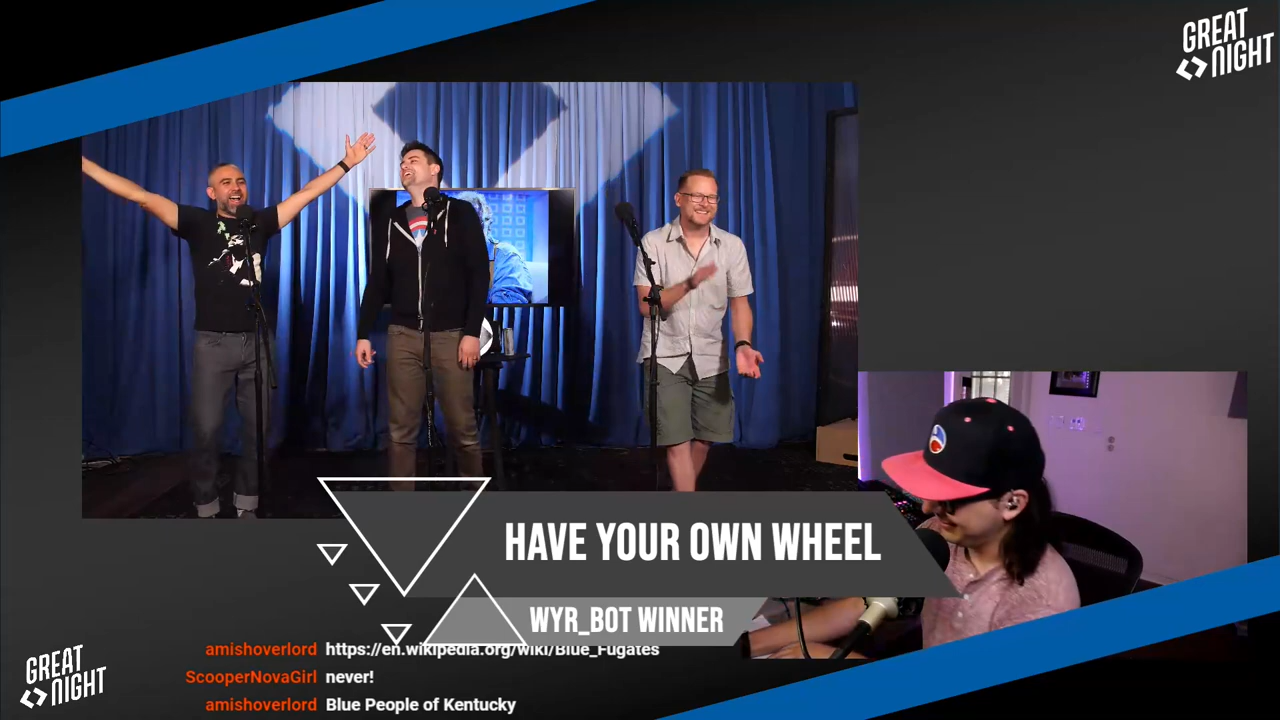 GREAT
NIGHT
HAVE YOUR OWN WHEEL
WYR_BOT WINNER
amishoverlord https://en.wikipedia.org/wiki/Blue_Fugates
ScooperNovaGirl never!
amishoverlord Blue People of Kentucky
GREAT
NIGHT